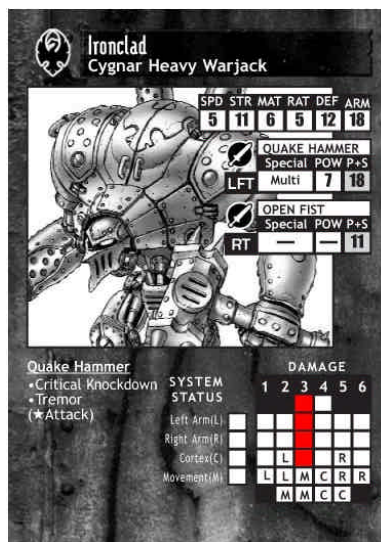 Ironclad
Cygnar Heavy Warjack
SPD STR MAT RAT DEF ARM
5 11 6 5 12 18
QUAKE HAMMER
Special POW P+S
LFT Multi 7 18
OPEN FIST
Special POW P+S
RT — — 11
Quake Hammer
•Critical Knockdown
•Tremor
(★Attack)
DAMAGE
SYSTEM STATUS
1 2 3 4 5 6
Left Arm(L)
Right Arm(R)
Cortex(C)
L R
Movement(M)
L L M C R R
M M C C